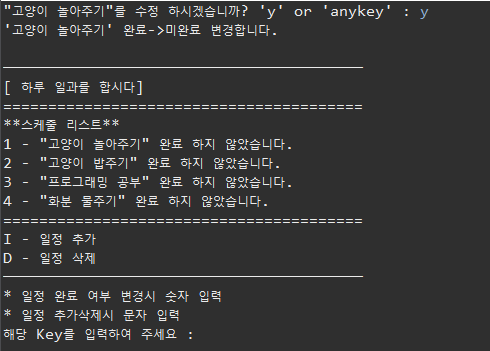 "고양이 놀아주기"를 수정 하시겠습니까? 'y' or 'anykey' : y
'고양이 놀아주기' 완료->미완료 변경합니다.
────────────────────────────────────────
[ 하루 일과를 합시다]
========================================
**스케줄 리스트**
1 - "고양이 놀아주기" 완료 하지 않았습니다.
2 - "고양이 밥주기" 완료 하지 않았습니다.
3 - "프로그래밍 공부" 완료 하지 않았습니다.
4 - "화분 물주기" 완료 하지 않았습니다.
========================================
I - 일정 추가
D - 일정 삭제
────────────────────────────────────────
* 일정 완료 여부 변경시 숫자 입력
* 일정 추가삭제시 문자 입력
해당 Key를 입력하여 주세요 :